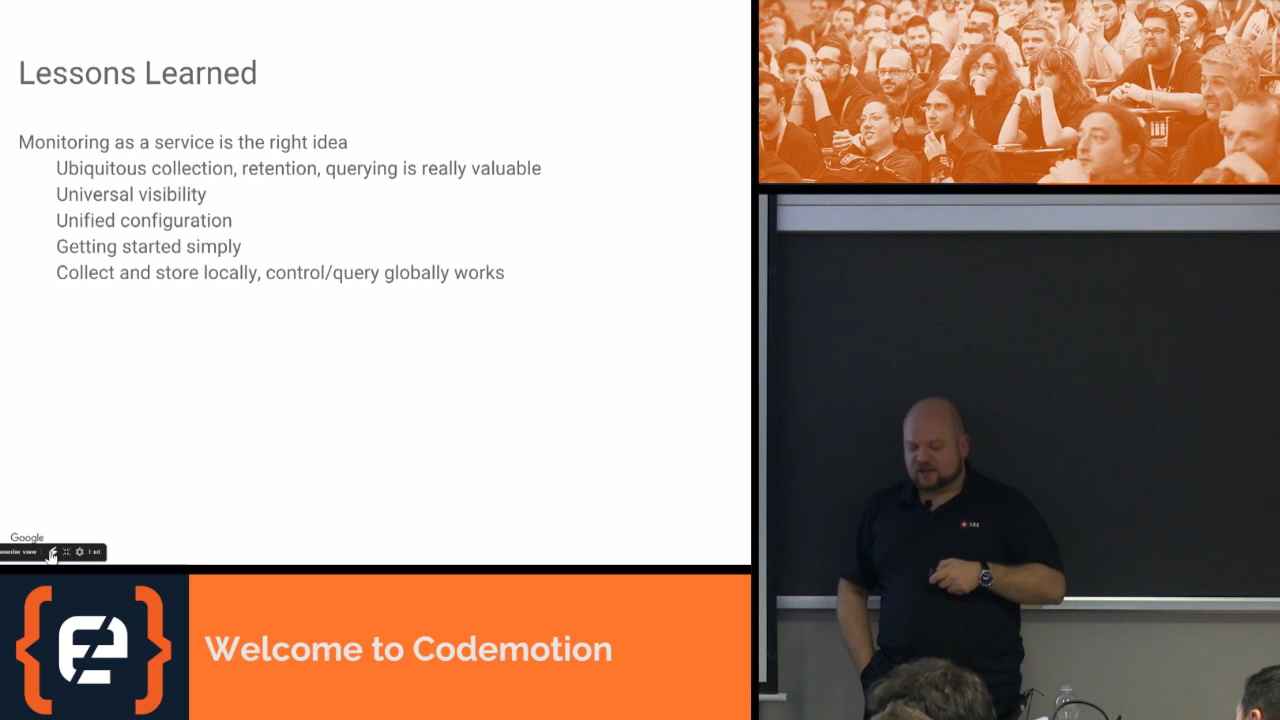 Lessons Learned
Monitoring as a service is the right idea
Ubiquitous collection, retention, querying is really valuable
Universal visibility
Unified configuration
Getting started simply
Collect and store locally, control/query globally works
Google
Welcome to Codemotion